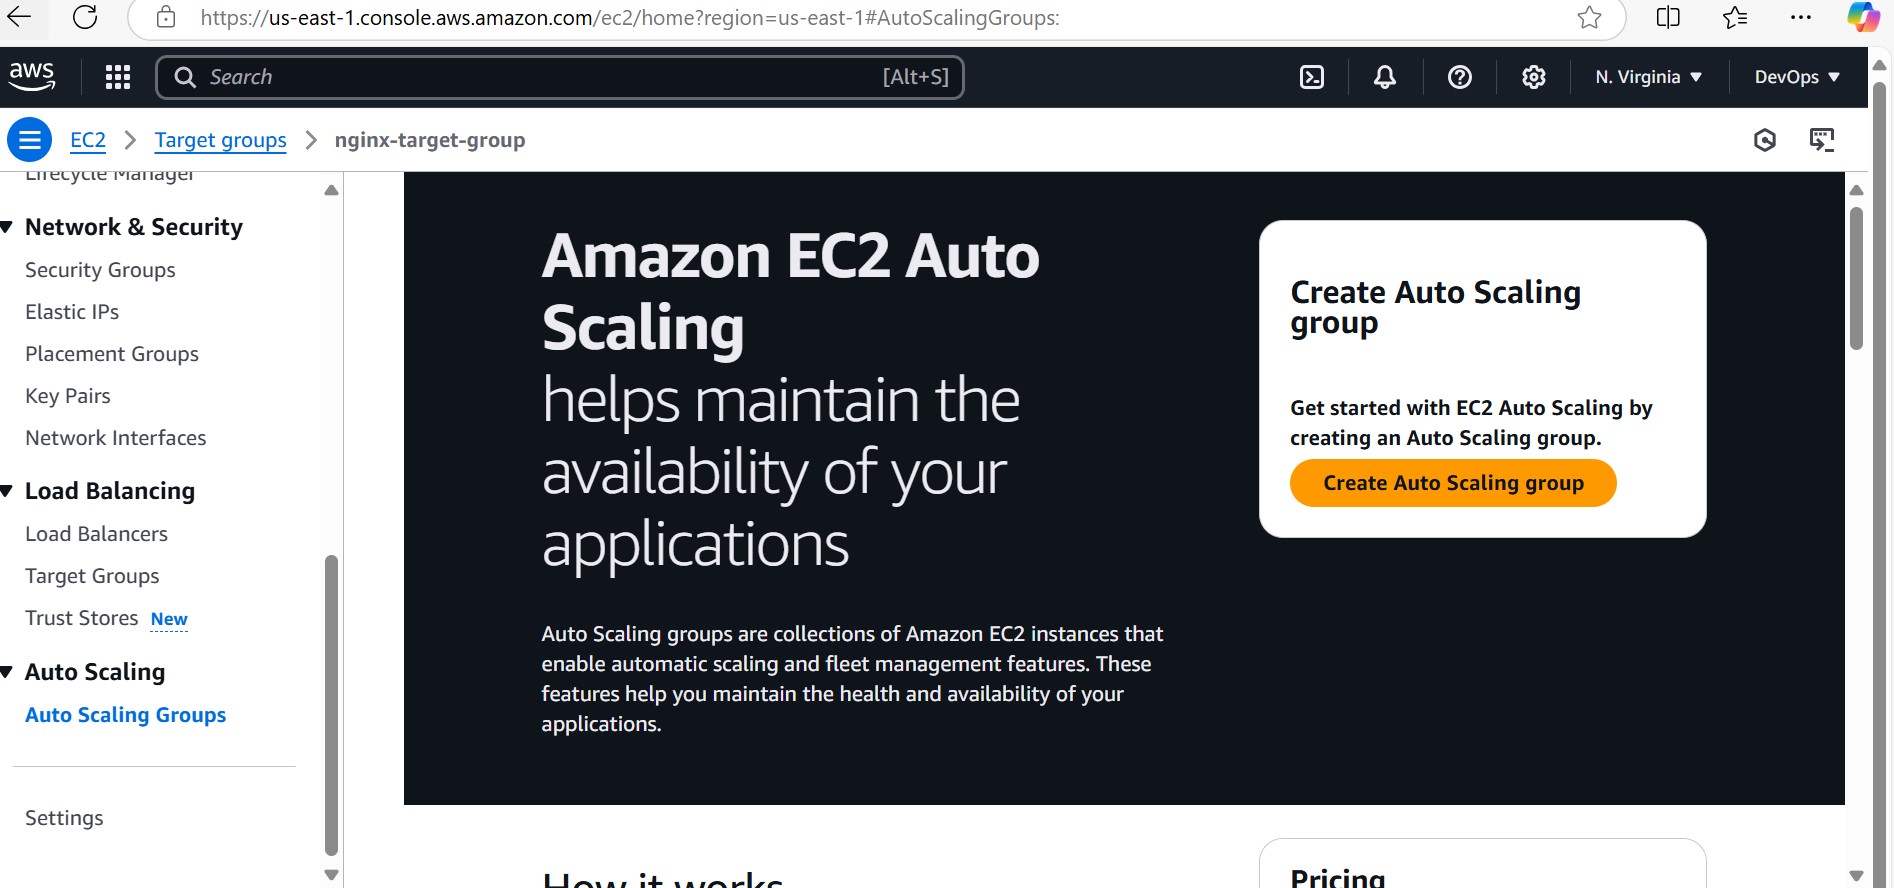 https://us-east-1.console.aws.amazon.com/ec2/home?region=us-east-1#AutoScalingGroups:
aws
Search
[Alt+S]
N. Virginia
DevOps
EC2
Target groups
nginx-target-group
Lifecycle Manager
Network & Security
Security Groups
Elastic IPs
Placement Groups
Key Pairs
Network Interfaces
Load Balancing
Load Balancers
Target Groups
Trust Stores New
Auto Scaling
Auto Scaling Groups
Settings
Amazon EC2 Auto
Scaling
helps maintain the
availability of your
applications
Auto Scaling groups are collections of Amazon EC2 instances that
enable automatic scaling and fleet management features. These
features help you maintain the health and availability of your
applications.
Create Auto Scaling
group
Get started with EC2 Auto Scaling by
creating an Auto Scaling group.
Create Auto Scaling group
How it works
Pricing